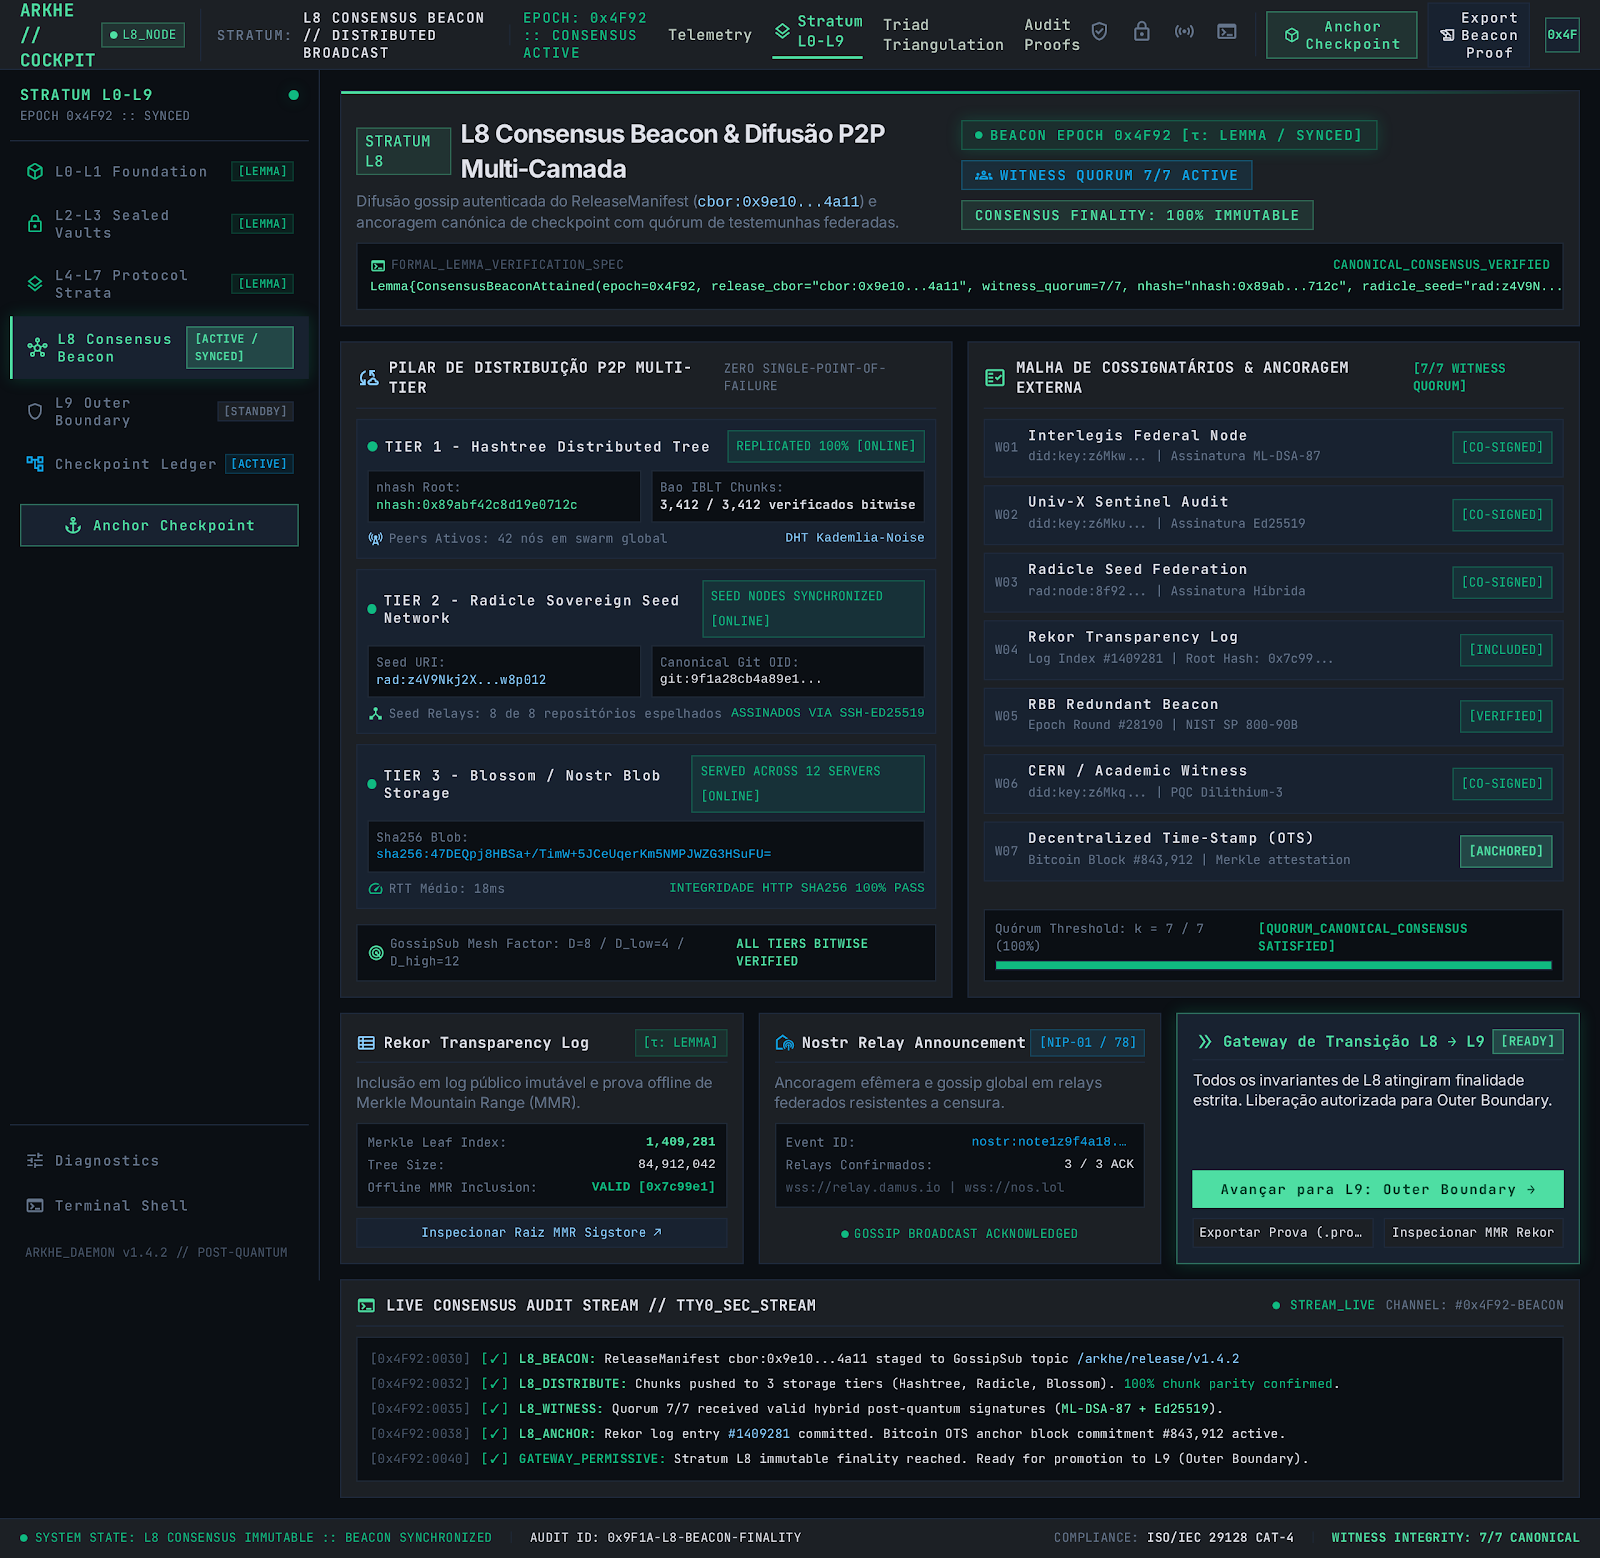 ARKHE
//
COCKPIT
L8_NODE
STRATUM:
L8 CONSENSUS BEACON
// DISTRIBUTED
BROADCAST
EPOCH: 0x4F92
:: CONSENSUS
ACTIVE
Telemetry
Stratum
L0-L9
Triad
Triangulation
Audit
Proofs
Anchor
Checkpoint
Export
Beacon
Proof
0x4F
STRATUM L0-L9
EPOCH 0x4F92 :: SYNCED
L0-L1 Foundation [LEMMA]
L2-L3 Sealed
Vaults
[LEMMA]
L4-L7 Protocol
Strata
[LEMMA]
L8 Consensus
Beacon
[ACTIVE /
SYNCED]
L9 Outer
Boundary
[STANDBY]
Checkpoint Ledger [ACTIVE]
Anchor Checkpoint
Diagnostics
Terminal Shell
ARKHE_DAEMON v1.4.2 // POST-QUANTUM
STRATUM
L8
L8 Consensus Beacon & Difusão P2P
Multi-Camada
Difusão gossip autenticada do ReleaseManifest (cbor:0x9e10...4a11) e
ancoragem canónica de checkpoint com quórum de testemunhas federadas.
BEACON EPOCH 0x4F92 [τ: LEMMA / SYNCED]
WITNESS QUORUM 7/7 ACTIVE
CONSENSUS FINALITY: 100% IMMUTABLE
FORMAL_LEMMA_VERIFICATION_SPEC
CANONICAL_CONSENSUS_VERIFIED
Lemma{ConsensusBeaconAttained(epoch=0x4F92, release_cbor="cbor:0x9e10...4a11", witness_quorum=7/7, nhash="nhash:0x89ab...712c", radicle_seed="rad:z4V9N...
PILAR DE DISTRIBUIÇÃO P2P MULTI-
TIER
ZERO SINGLE-POINT-OF-
FAILURE
TIER 1 - Hashtree Distributed Tree
REPLICATED 100% [ONLINE]
nhash Root:
nhash:0x89abf42c8d19e0712c
Bao IBLT Chunks:
3,412 / 3,412 verificados bitwise
Peers Ativos: 42 nós em swarm global
DHT Kademlia-Noise
TIER 2 - Radicle Sovereign Seed
Network
SEED NODES SYNCHRONIZED
[ONLINE]
Seed URI:
rad:z4V9Nkj2X...w8p012
Canonical Git OID:
git:9f1a28cb4a89e1...
Seed Relays: 8 de 8 repositórios espelhados
ASSINADOS VIA SSH-ED25519
TIER 3 - Blossom / Nostr Blob
Storage
SERVED ACROSS 12 SERVERS
[ONLINE]
Sha256 Blob:
sha256:47DEQpj8HBSa+/TimW+5JCeUqerKm5NMPJWZG3HSuFU=
RTT Médio: 18ms
INTEGRIDADE HTTP SHA256 100% PASS
GossipSub Mesh Factor: D=8 / D_low=4 /
D_high=12
ALL TIERS BITWISE
VERIFIED
MALHA DE COSSIGNATÁRIOS & ANCORAGEM
EXTERNA
[7/7 WITNESS
QUORUM]
W01
Interlegis Federal Node
did:key:z6Mkw... | Assinatura ML-DSA-87
[CO-SIGNED]
W02
Univ-X Sentinel Audit
did:key:z6Mku... | Assinatura Ed25519
[CO-SIGNED]
W03
Radicle Seed Federation
rad:node:8f92... | Assinatura Híbrida
[CO-SIGNED]
W04
Rekor Transparency Log
Log Index #1409281 | Root Hash: 0x7c99...
[INCLUDED]
W05
RBB Redundant Beacon
Epoch Round #28190 | NIST SP 800-90B
[VERIFIED]
W06
CERN / Academic Witness
did:key:z6Mkq... | PQC Dilithium-3
[CO-SIGNED]
W07
Decentralized Time-Stamp (OTS)
Bitcoin Block #843,912 | Merkle attestation
[ANCHORED]
Quórum Threshold: k = 7 / 7
(100%)
[QUORUM_CANONICAL_CONSENSUS
SATISFIED]
Rekor Transparency Log
[τ: LEMMA]
Inclusão em log público imutável e prova offline de
Merkle Mountain Range (MMR).
Merkle Leaf Index: 1,409,281
Tree Size: 84,912,042
Offline MMR Inclusion: VALID [0x7c99e1]
Inspecionar Raiz MMR Sigstore ↗
Nostr Relay Announcement
[NIP-01 / 78]
Ancoragem efêmera e gossip global em relays
federados resistentes a censura.
Event ID: nostr:note1z9f4a18...
Relays Confirmados: 3 / 3 ACK
wss://relay.damus.io | wss://nos.lol
GOSSIP BROADCAST ACKNOWLEDGED
Gateway de Transição L8 → L9
[READY]
Todos os invariantes de L8 atingiram finalidade
estrita. Liberação autorizada para Outer Boundary.
Avançar para L9: Outer Boundary →
Exportar Prova (.pro…
Inspecionar MMR Rekor
LIVE CONSENSUS AUDIT STREAM // TTY0_SEC_STREAM
STREAM_LIVE CHANNEL: #0x4F92-BEACON
[0x4F92:0030] [✓] L8_BEACON: ReleaseManifest cbor:0x9e10...4a11 staged to GossipSub topic /arkhe/release/v1.4.2
[0x4F92:0032] [✓] L8_DISTRIBUTE: Chunks pushed to 3 storage tiers (Hashtree, Radicle, Blossom). 100% chunk parity confirmed.
[0x4F92:0035] [✓] L8_WITNESS: Quorum 7/7 received valid hybrid post-quantum signatures (ML-DSA-87 + Ed25519).
[0x4F92:0038] [✓] L8_ANCHOR: Rekor log entry #1409281 committed. Bitcoin OTS anchor block commitment #843,912 active.
[0x4F92:0040] [✓] GATEWAY_PERMISSIVE: Stratum L8 immutable finality reached. Ready for promotion to L9 (Outer Boundary).
SYSTEM STATE: L8 CONSENSUS IMMUTABLE :: BEACON SYNCHRONIZED
AUDIT ID: 0x9F1A-L8-BEACON-FINALITY
COMPLIANCE: ISO/IEC 29128 CAT-4
WITNESS INTEGRITY: 7/7 CANONICAL